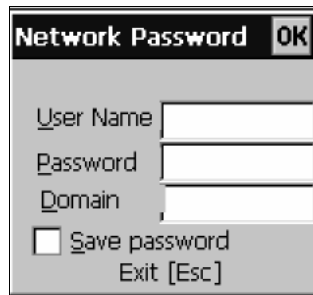 Network Password OK
User Name
Password
Domain
Save password
Exit [Esc]